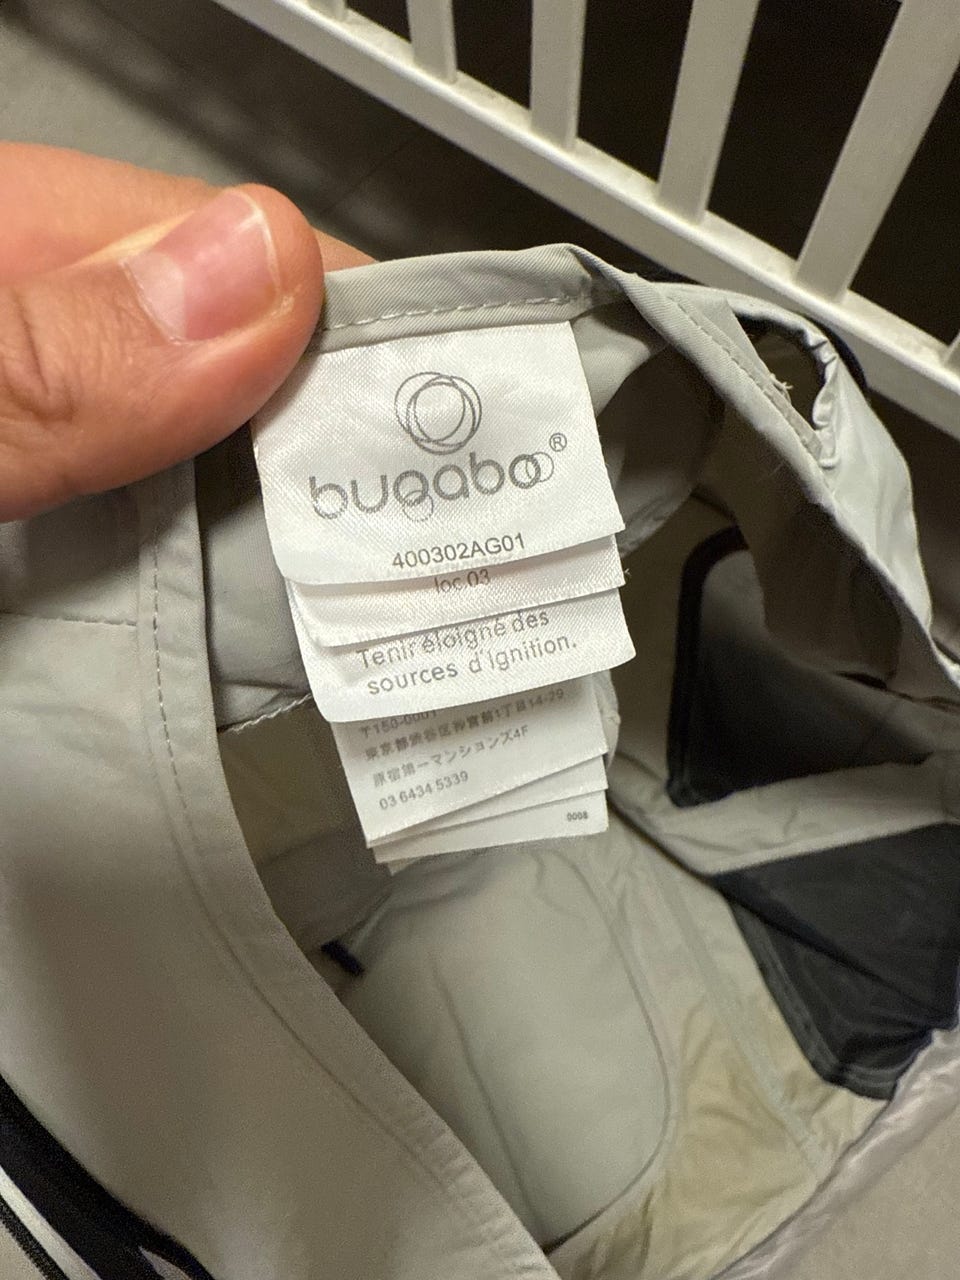 bugaboo®
400302AG01
loc.03
Tenir éloigné des
sources d'ignition.
〒150-0001
東京都渋谷区神宮前1丁目14-29
原宿第一マンションズ4F
03 6434 5339
0008